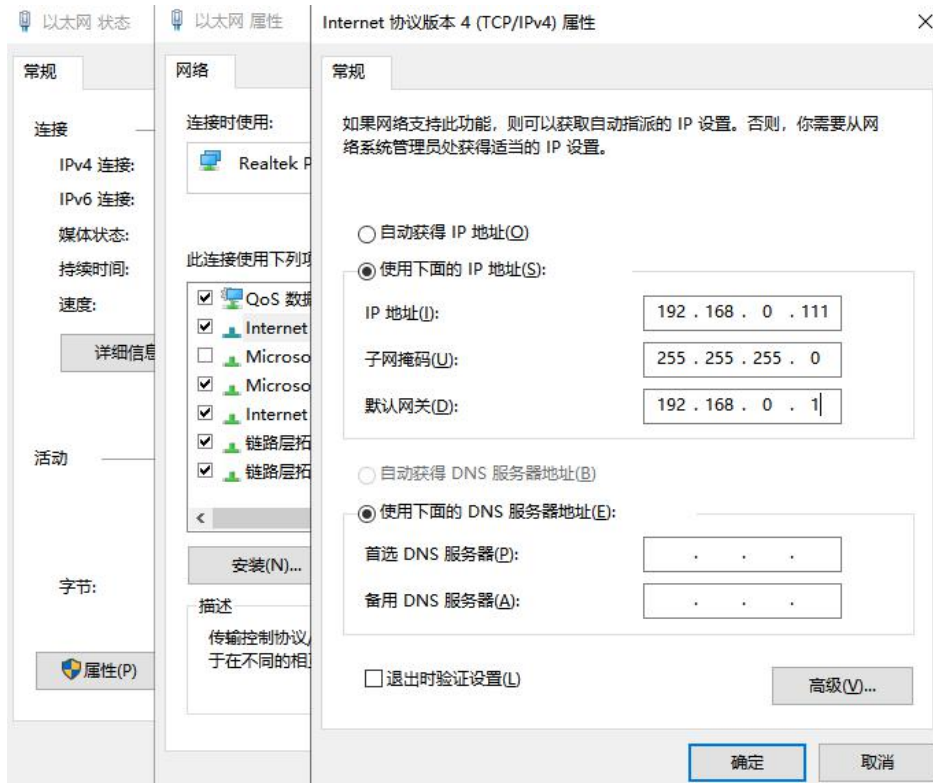 以太网 状态
常规
连接
IPv4 连接:
IPv6 连接:
媒体状态:
持续时间:
速度:
详细信息
活动
字节:
属性(P)
以太网 属性
网络
连接时使用:
Realtek P
此连接使用下列项
QoS 数据
Internet
Microso
Microso
Internet
链路层拓
链路层拓
安装(N)...
描述
传输控制协议/
于在不同的相互
Internet 协议版本 4 (TCP/IPv4) 属性
常规
如果网络支持此功能，则可以获取自动指派的 IP 设置。否则，你需要从网
络系统管理员处获得适当的 IP 设置。
自动获得 IP 地址(O)
使用下面的 IP 地址(S):
IP 地址(I): 192 . 168 . 0 . 111
子网掩码(U): 255 . 255 . 255 . 0
默认网关(D): 192 . 168 . 0 . 1
自动获得 DNS 服务器地址(B)
使用下面的 DNS 服务器地址(E):
首选 DNS 服务器(P): . . .
备用 DNS 服务器(A): . . .
退出时验证设置(L)
高级(V)...
确定
取消